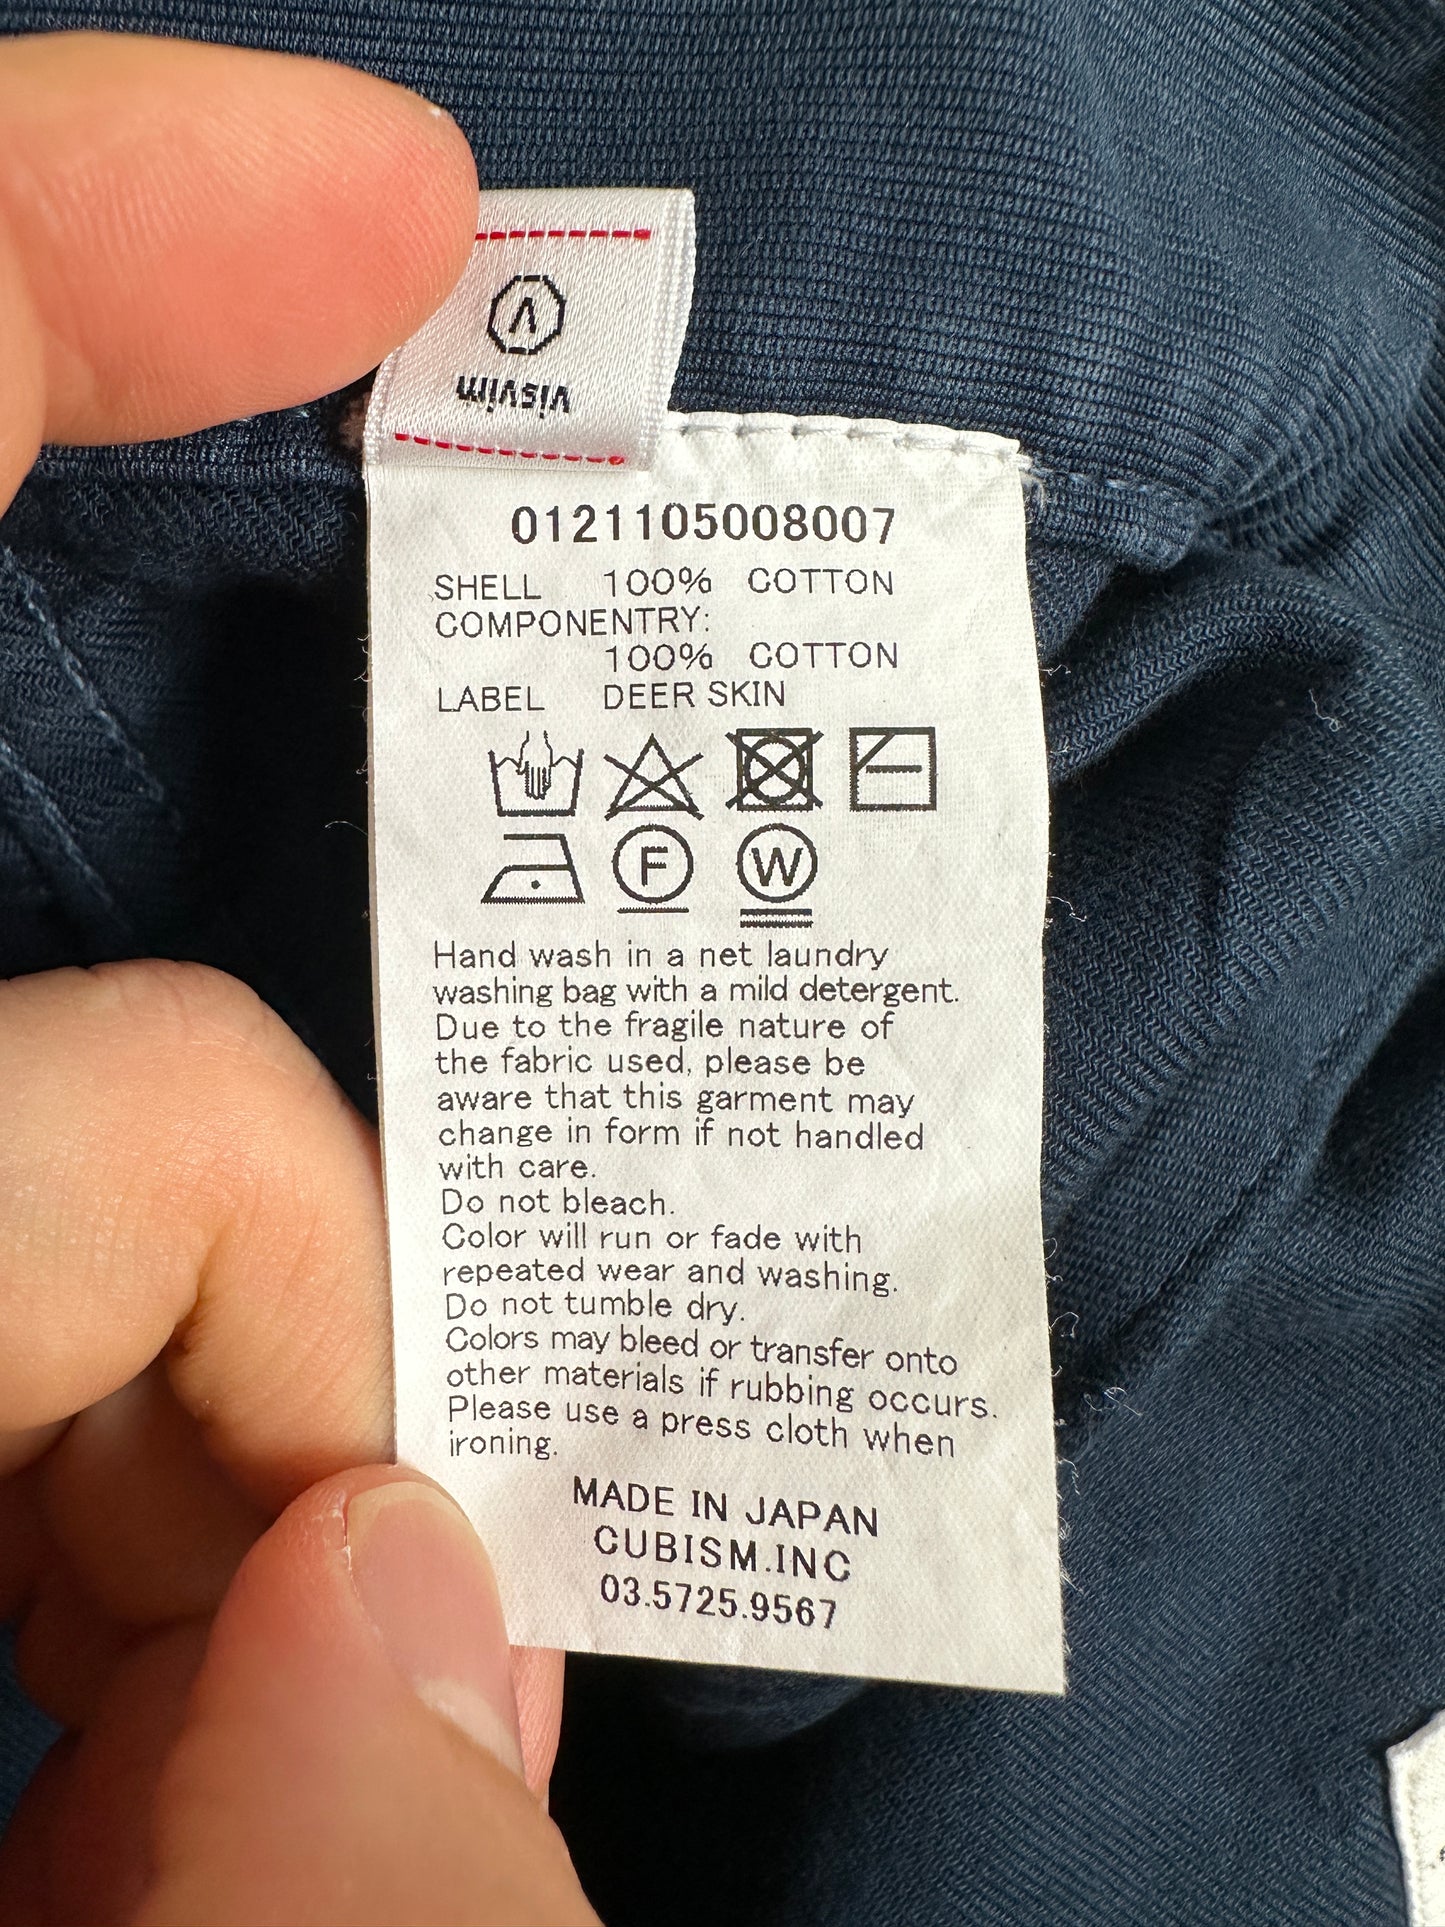 visvim
0121105008007
SHELL 100% COTTON
COMPONENTRY:
100% COTTON
LABEL DEER SKIN
F W
Hand wash in a net laundry
washing bag with a mild detergent.
Due to the fragile nature of
the fabric used, please be
aware that this garment may
change in form if not handled
with care.
Do not bleach.
Color will run or fade with
repeated wear and washing.
Do not tumble dry.
Colors may bleed or transfer onto
other materials if rubbing occurs.
Please use a press cloth when
ironing.
MADE IN JAPAN
CUBISM.INC
03.5725.9567